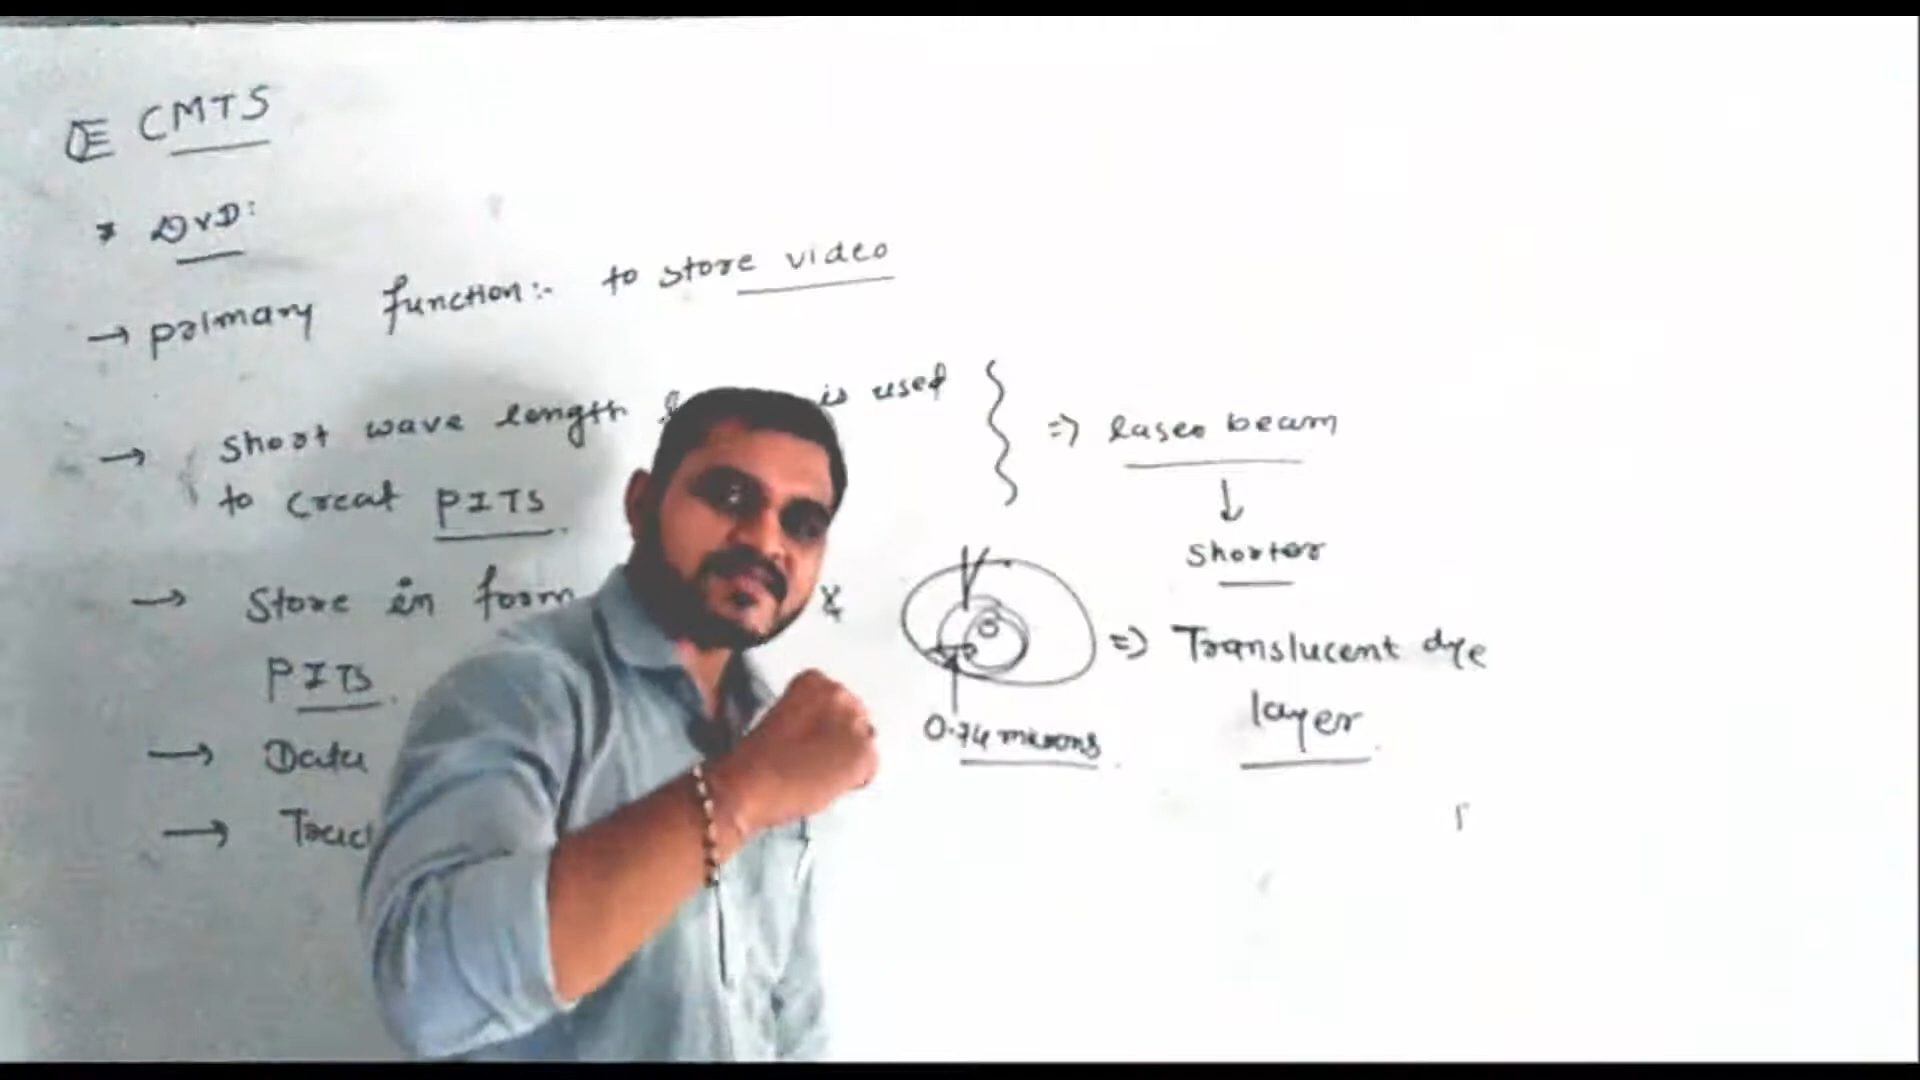 CMTS
* DVD:
→ primary function:- to store video
→ Short wave length is used
to creat PITS
⇒ laser beam
↓
Shorter
→ Store in form
PITS
⇒ Translucent dye
layer
0.74 microns
→ Data
→